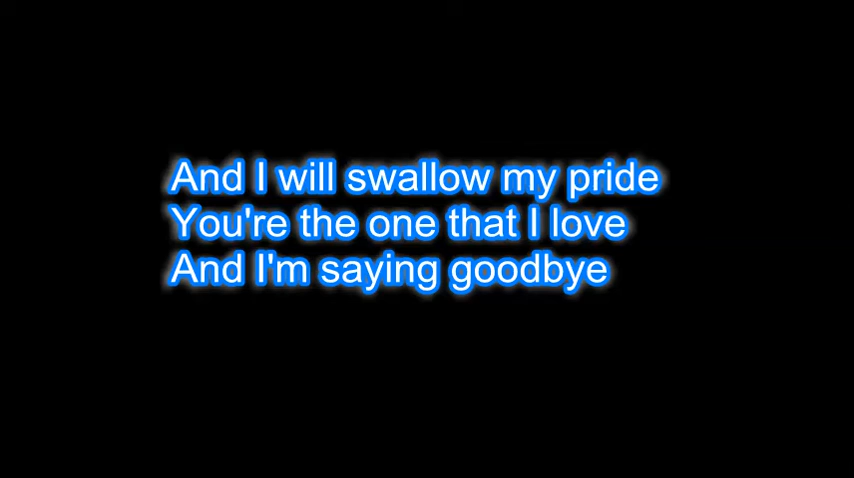 And I will swallow my pride
You're the one that I love
And I'm saying goodbye